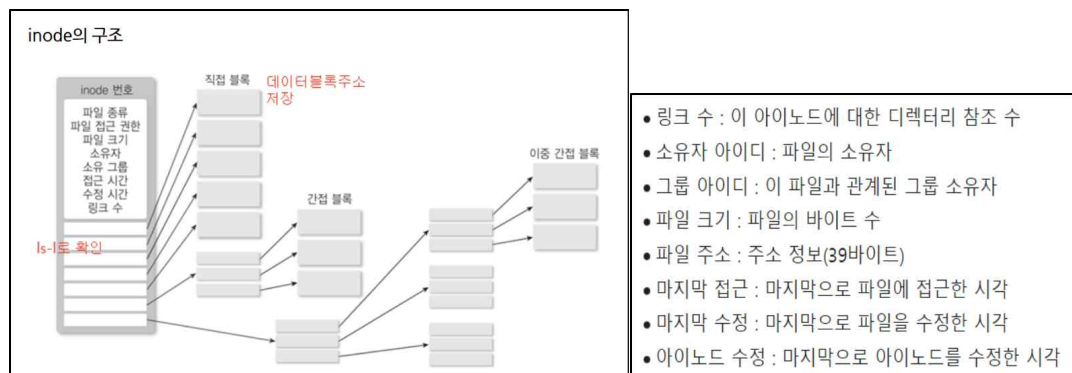 inode의 구조
inode 번호
파일 종류
파일 접근 권한
파일 크기
소유자
소유 그룹
접근 시간
수정 시간
링크 수
ls-l로 확인
직접 블록
데이터블록주소
저장
간접 블록
이중 간접 블록
• 링크 수 : 이 아이노드에 대한 디렉터리 참조 수
• 소유자 아이디 : 파일의 소유자
• 그룹 아이디 : 이 파일과 관계된 그룹 소유자
• 파일 크기 : 파일의 바이트 수
• 파일 주소 : 주소 정보(39바이트)
• 마지막 접근 : 마지막으로 파일에 접근한 시각
• 마지막 수정 : 마지막으로 파일을 수정한 시각
• 아이노드 수정 : 마지막으로 아이노드를 수정한 시각